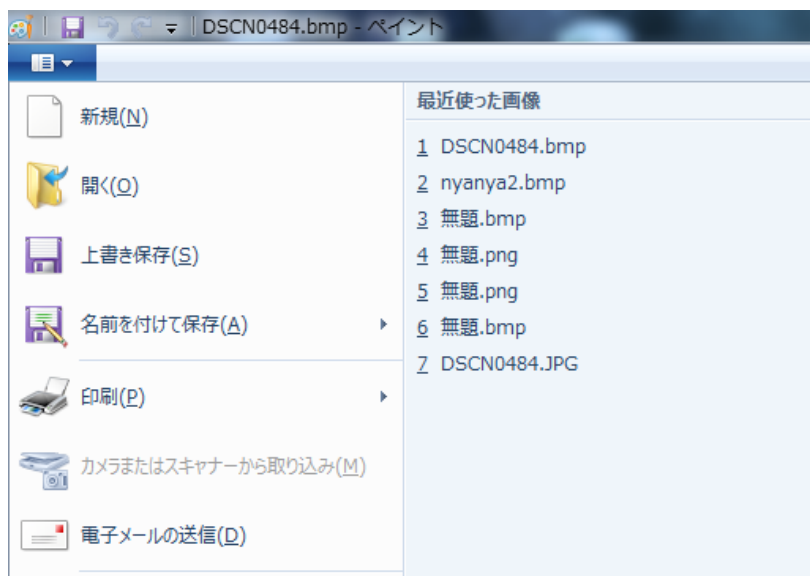 DSCN0484.bmp - ペイント
新規(N)
開く(O)
上書き保存(S)
名前を付けて保存(A)
印刷(P)
カメラまたはスキャナーから取り込み(M)
電子メールの送信(D)
最近使った画像
1 DSCN0484.bmp
2 nyanya2.bmp
3 無題.bmp
4 無題.png
5 無題.png
6 無題.bmp
7 DSCN0484.JPG